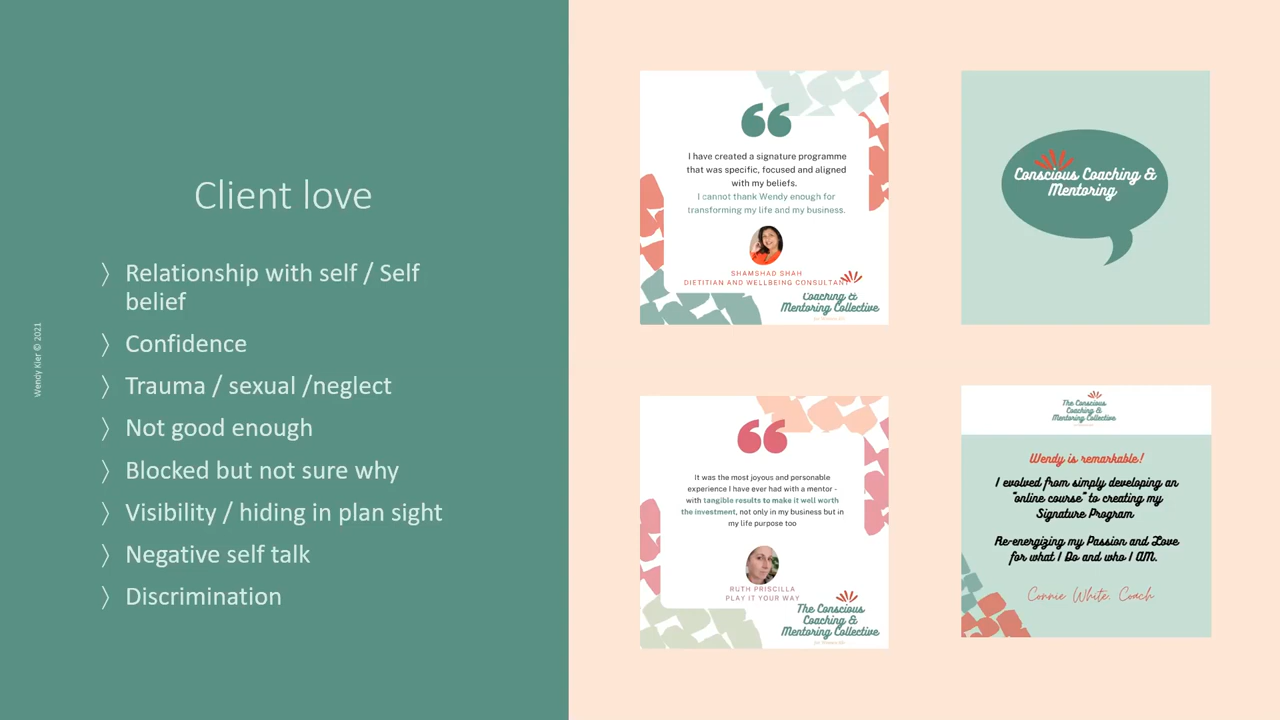 Client love
Relationship with self / Self
belief
Confidence
Trauma / sexual /neglect
Not good enough
Blocked but not sure why
Visibility / hiding in plan sight
Negative self talk
Discrimination
Wendy Kier © 2021
I have created a signature programme
that was specific, focused and aligned
with my beliefs.
I cannot thank Wendy enough for
transforming my life and my business.
SHAMSHAD SHAH
DIETITIAN AND WELLBEING CONSULTANT
Coaching &
Mentoring Collective
Conscious Coaching &
Mentoring
It was the most joyous and personable
experience I have ever had with a mentor -
with tangible results to make it well worth
the investment, not only in my business but in
my life purpose too
RUTH PRISCILLA
PLAY IT YOUR WAY
The Conscious
Coaching &
Mentoring Collective
The Conscious
Coaching &
Mentoring Collective
Wendy is remarkable!
I evolved from simply developing an
"online course" to creating my
Signature Program
Re-energizing my Passion and Love
for what I Do and who I AM.
Connie White, Coach